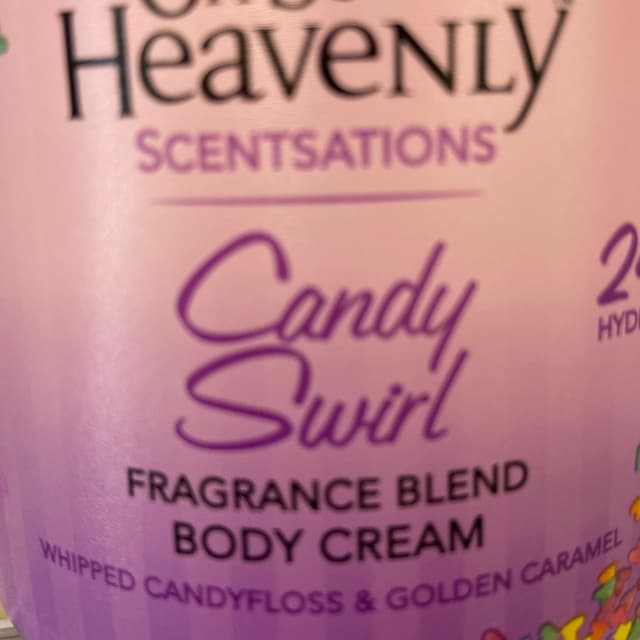 Heavenly
SCENTSATIONS
Candy
Swirl
FRAGRANCE BLEND
BODY CREAM
WHIPPED CANDYFLOSS & GOLDEN CARAMEL